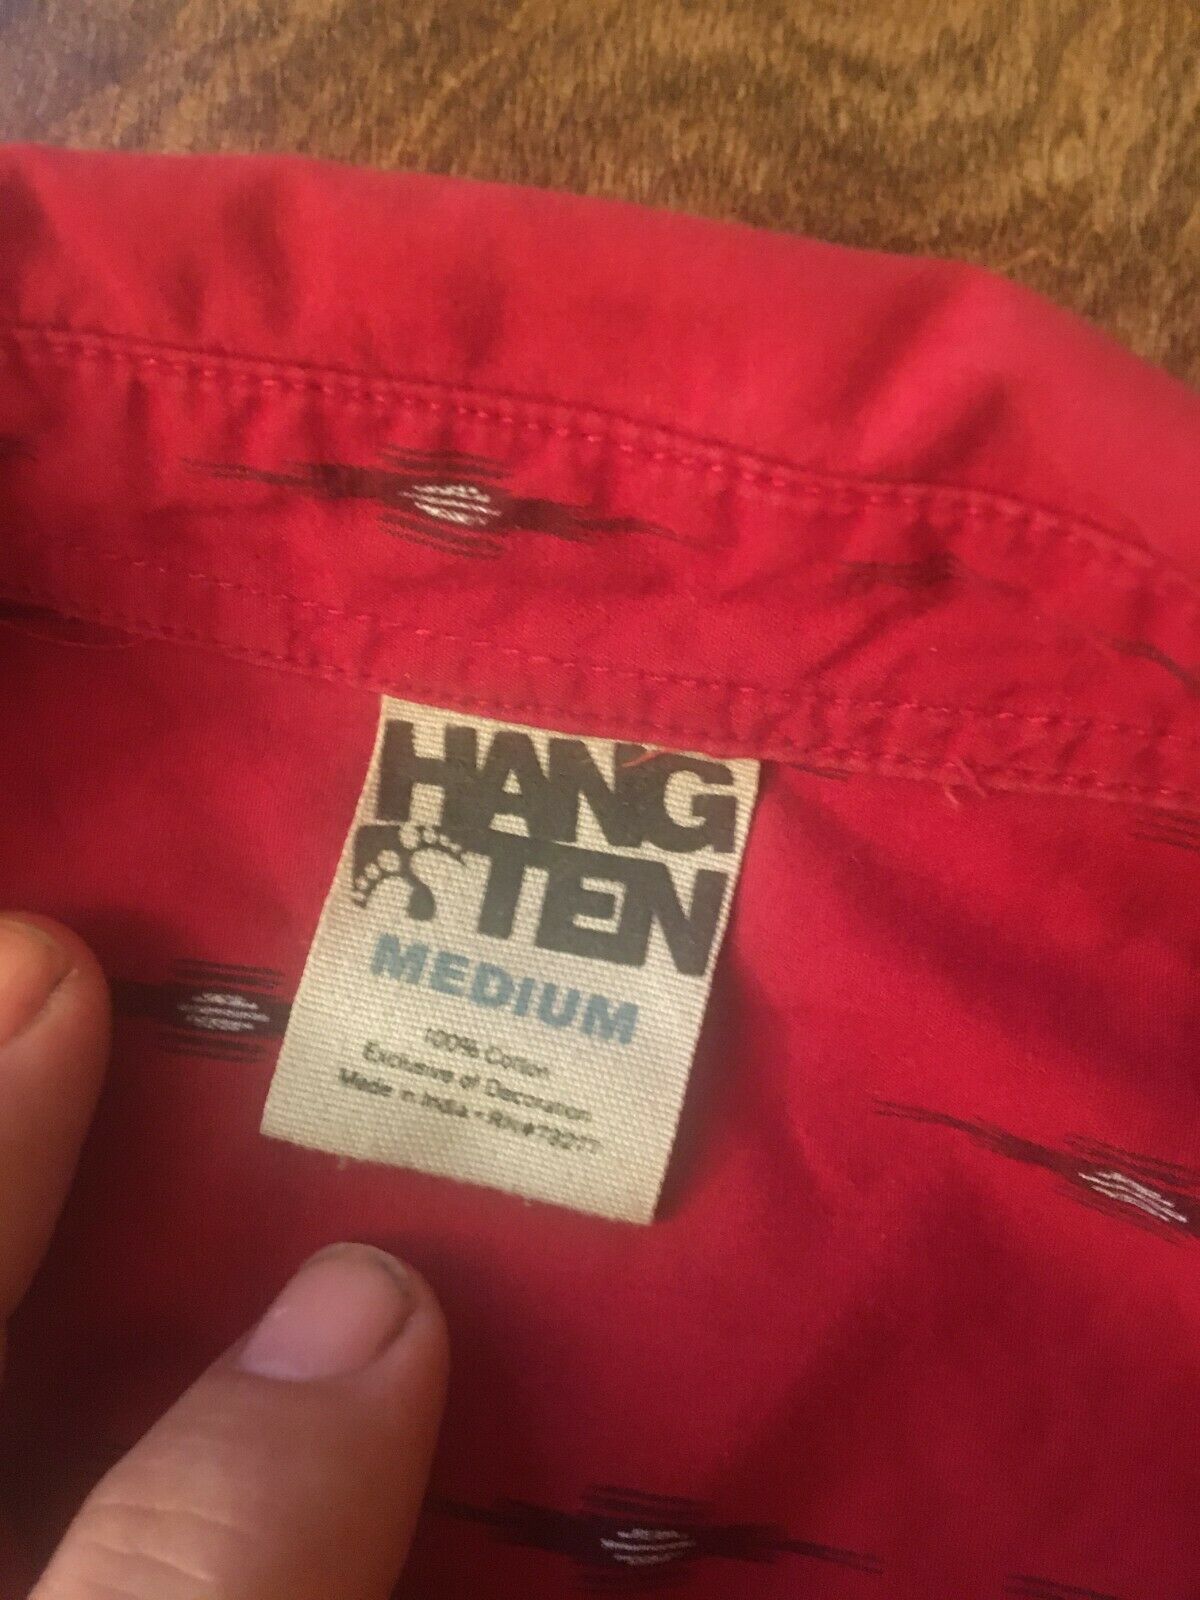 HANG
TEN
MEDIUM
100% Cotton
Exclusive of Decoration
Made in India •